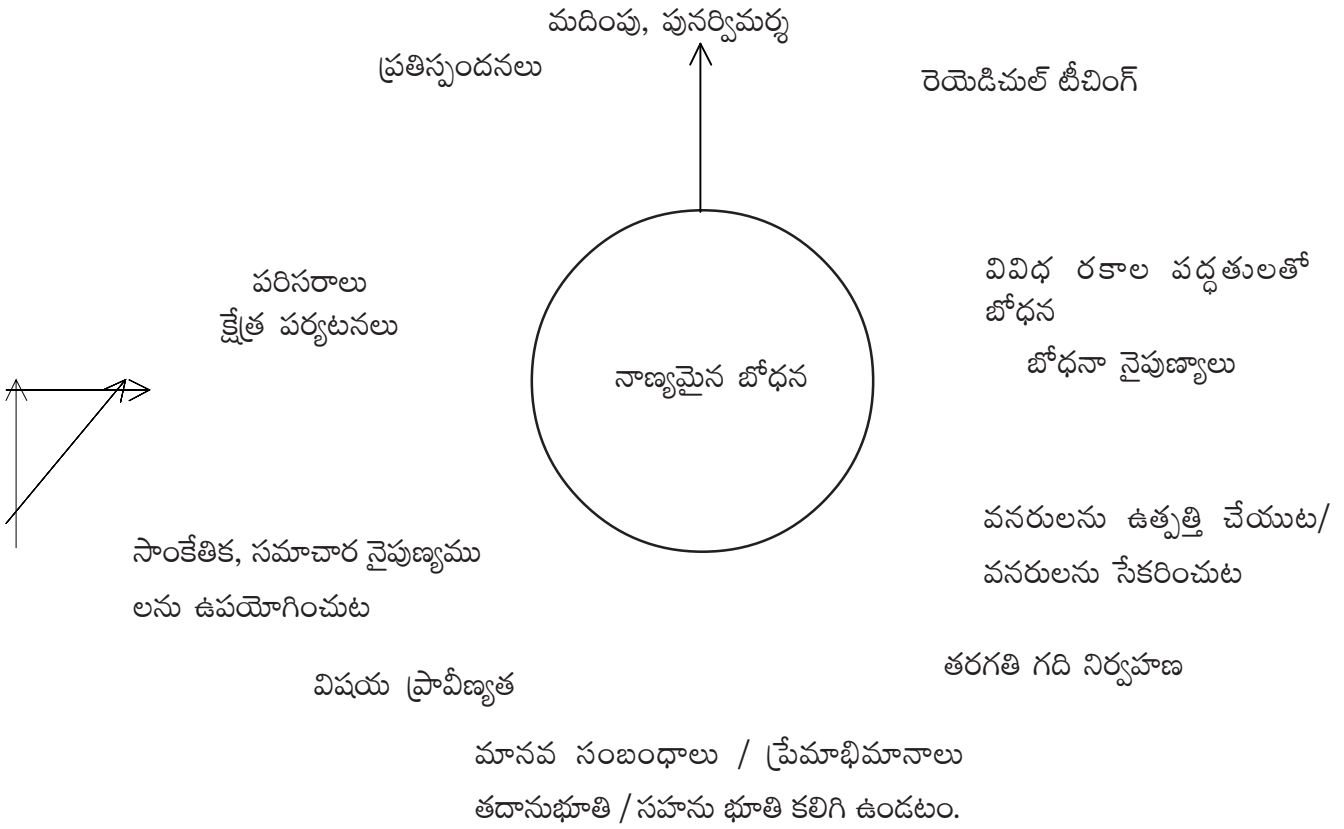 మదింపు, పునర్విమర్శ
ప్రతిస్పందనలు
రెయెడిచుల్ టీచింగ్
పరిసరాలు
క్షేత్ర పర్యటనలు
వివిధ రకాల పద్ధతులతో
బోధన
బోధనా నైపుణ్యాలు
నాణ్యమైన బోధన
వనరులను ఉత్పత్తి చేయుట/
వనరులను సేకరించుట
సాంకేతిక, సమాచార నైపుణ్యము
లను ఉపయోగించుట
తరగతి గది నిర్వహణ
విషయ ప్రావీణ్యత
మానవ సంబంధాలు / ప్రేమాభిమానాలు
తదానుభూతి / సహను భూతి కలిగి ఉండటం.